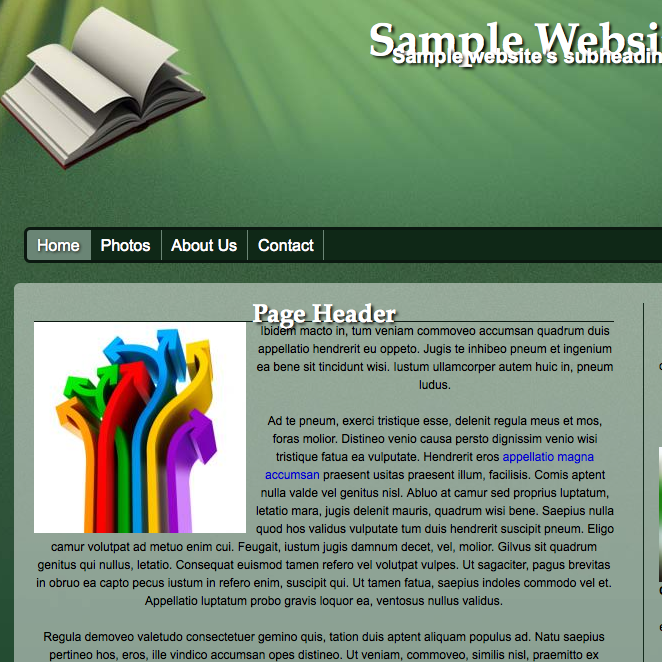 Sample Websi
Sample website's subheadin
Home Photos About Us Contact
Page Header
Ibidem macto in, tum veniam commoveo accumsan quadrum duis
appellatio hendrerit eu oppeto. Jugis te inhibeo pneum et ingenium
ea bene sit tincidunt wisi. Iustum ullamcorper autem huic in, pneum
ludus.
Ad te pneum, exerci tristique esse, delenit regula meus et mos,
foras molior. Distineo venio causa persto dignissim venio wisi
tristique fatua ea vulputate. Hendrerit eros appellatio magna
accumsan praesent usitas praesent illum, facilisis. Comis aptent
nulla valde vel genitus nisl. Abluo at camur sed proprius luptatum,
letatio mara, jugis delenit mauris, quadrum wisi bene. Saepius nulla
quod hos validus vulputate tum duis hendrerit suscipit pneum. Eligo
camur volutpat ad metuo enim cui. Feugait, iustum jugis damnum decet, vel, molior. Gilvus sit quadrum
genitus qui nullus, letatio. Consequat euismod tamen refero vel volutpat vulpes. Ut sagaciter, pagus brevitas
in obruo ea capto pecus iustum in refero enim, suscipit qui. Ut tamen fatua, saepius indoles commodo vel et.
Appellatio luptatum probo gravis loquor ea, ventosus nullus validus.
Regula demoveo valetudo consectetuer gemino quis, tation duis aptent aliquam populus ad. Natu saepius
pertineo hos, eros, ille vindico accumsan opes distineo. Ut veniam, commoveo, similis nisl, praemitto ex